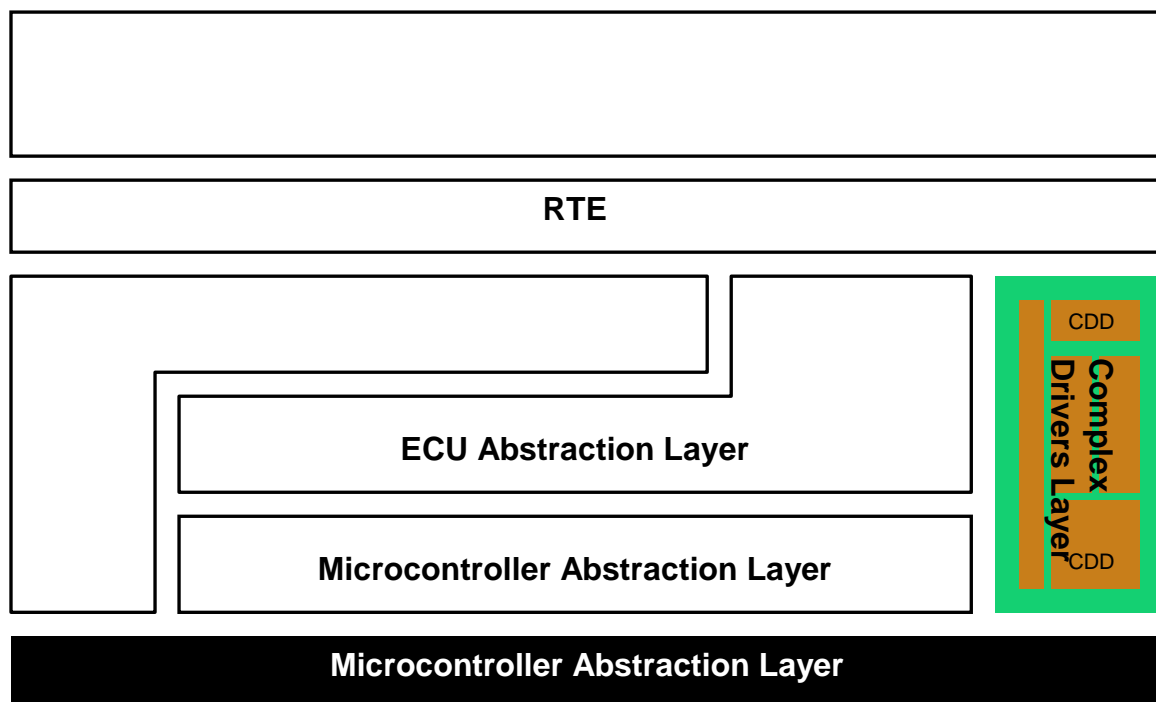 RTE
CDD
Complex
Drivers Layer
ECU Abstraction Layer
CDD
Microcontroller Abstraction Layer
Microcontroller Abstraction Layer